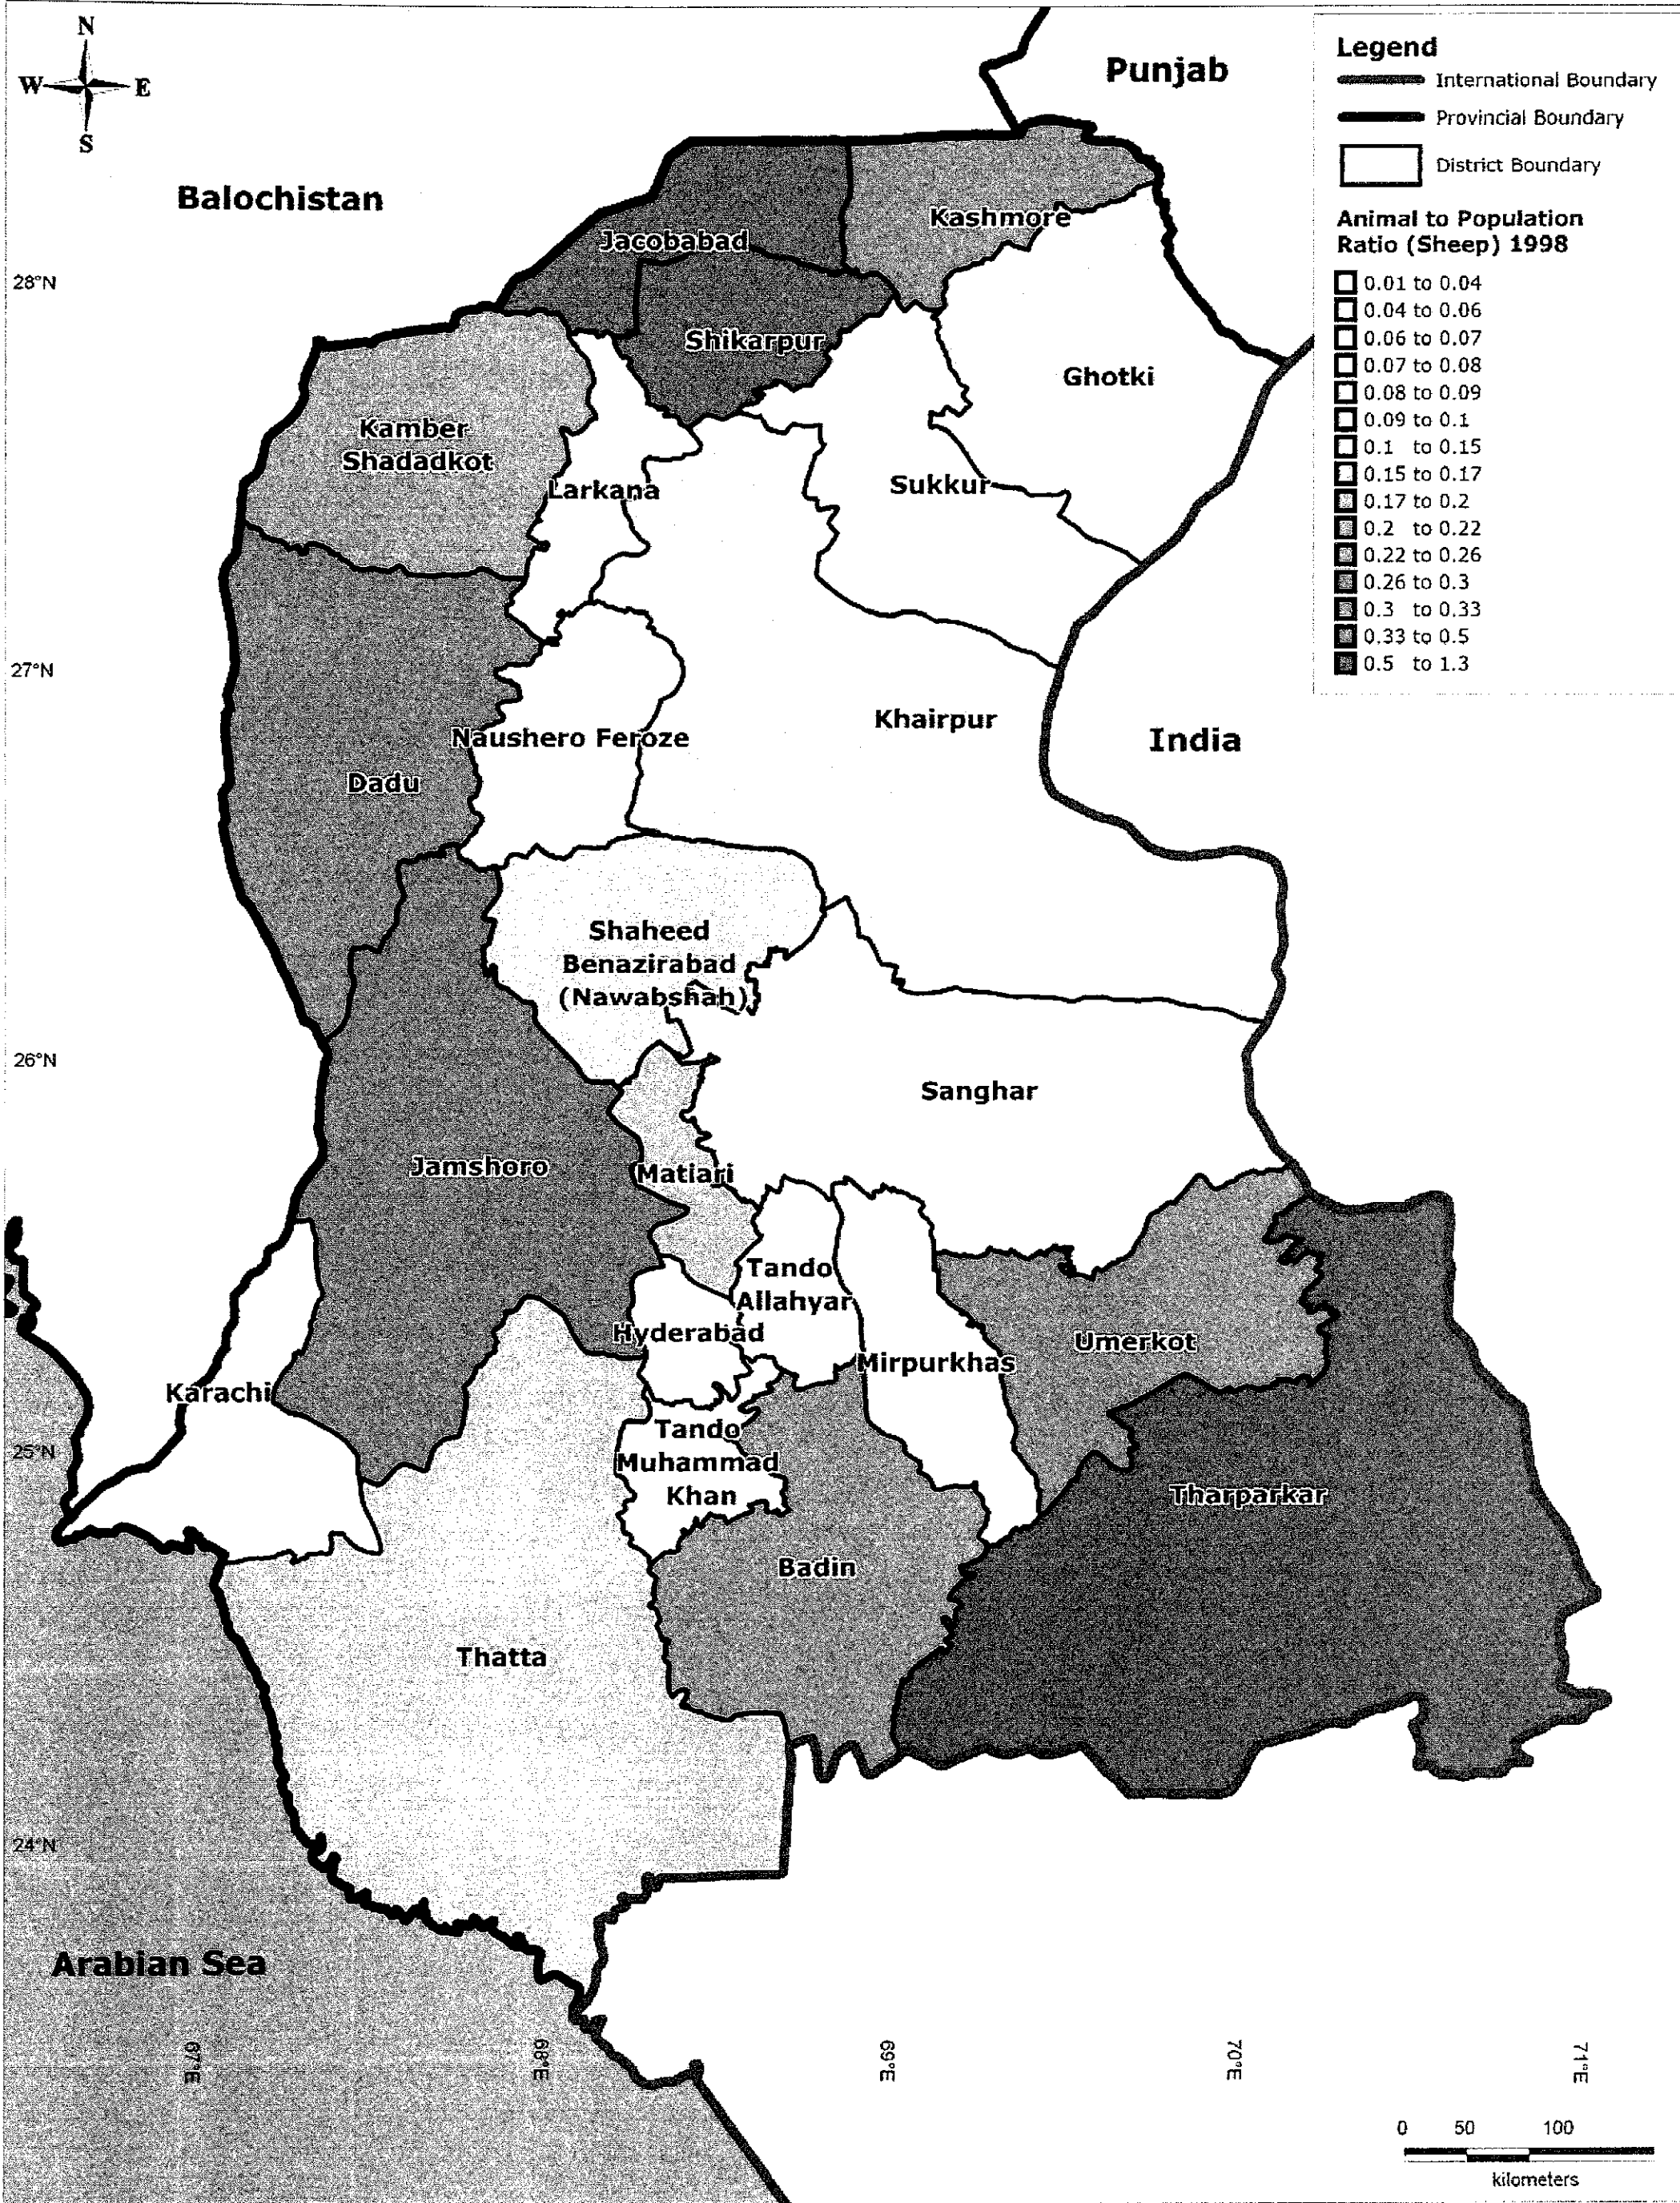 N
W E
S
Punjab
Balochistan
Legend
International Boundary
Provincial Boundary
District Boundary
Animal to Population
Ratio (Sheep) 1998
0.01 to 0.04
0.04 to 0.06
0.06 to 0.07
0.07 to 0.08
0.08 to 0.09
0.09 to 0.1
0.1 to 0.15
0.15 to 0.17
0.17 to 0.2
0.2 to 0.22
0.22 to 0.26
0.26 to 0.3
0.3 to 0.33
0.33 to 0.5
0.5 to 1.3
Kashmore
Jacobabad
28°N
Shikarpur
Ghotki
Kamber
Shadadkot
Larkana
Sukkur
27°N
Khairpur
India
Naushero Feroze
Dadu
Shaheed
Benazirabad
(Nawabshah)
26°N
Sanghar
Jamshoro
Matiari
Tando
Allahyar
Hyderabad
Umerkot
Mirpurkhas
Karachi
25°N
Tando
Muhammad
Khan
Tharparkar
Badin
Thatta
24°N
Arabian Sea
67°E
68°E
69°E
70°E
71°E
0 50 100
kilometers